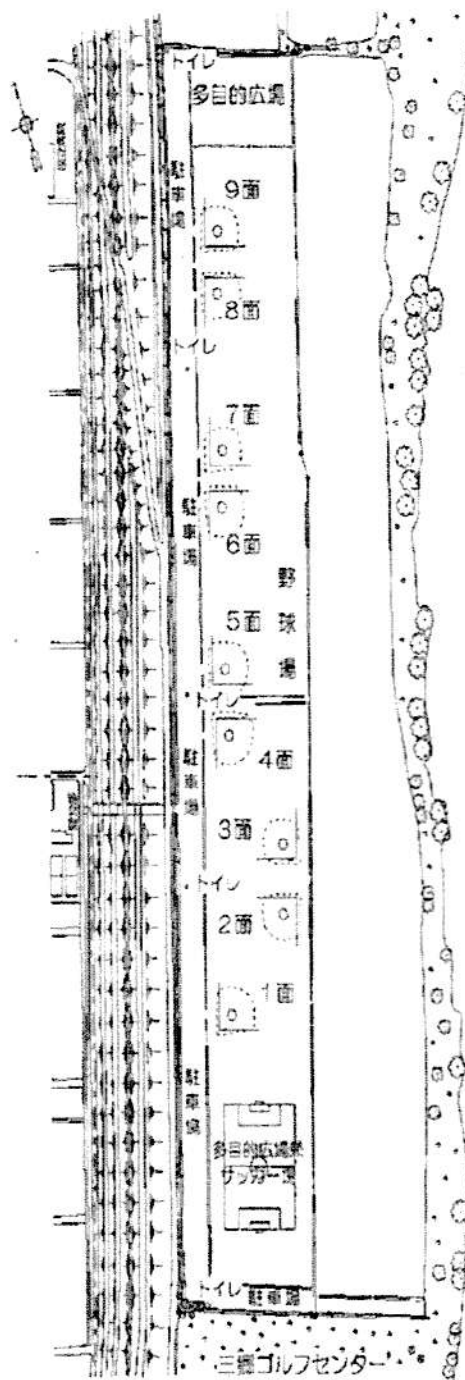 トイレ
多目的広場
駐車場
9面
8面
トイレ
7面
駐車場
6面
野球場
5面
トイレ
駐車場
4面
3面
トイレ
2面
1面
駐車場
多目的広場兼
サッカー場
トイレ
駐車場
三郷ゴルフセンター